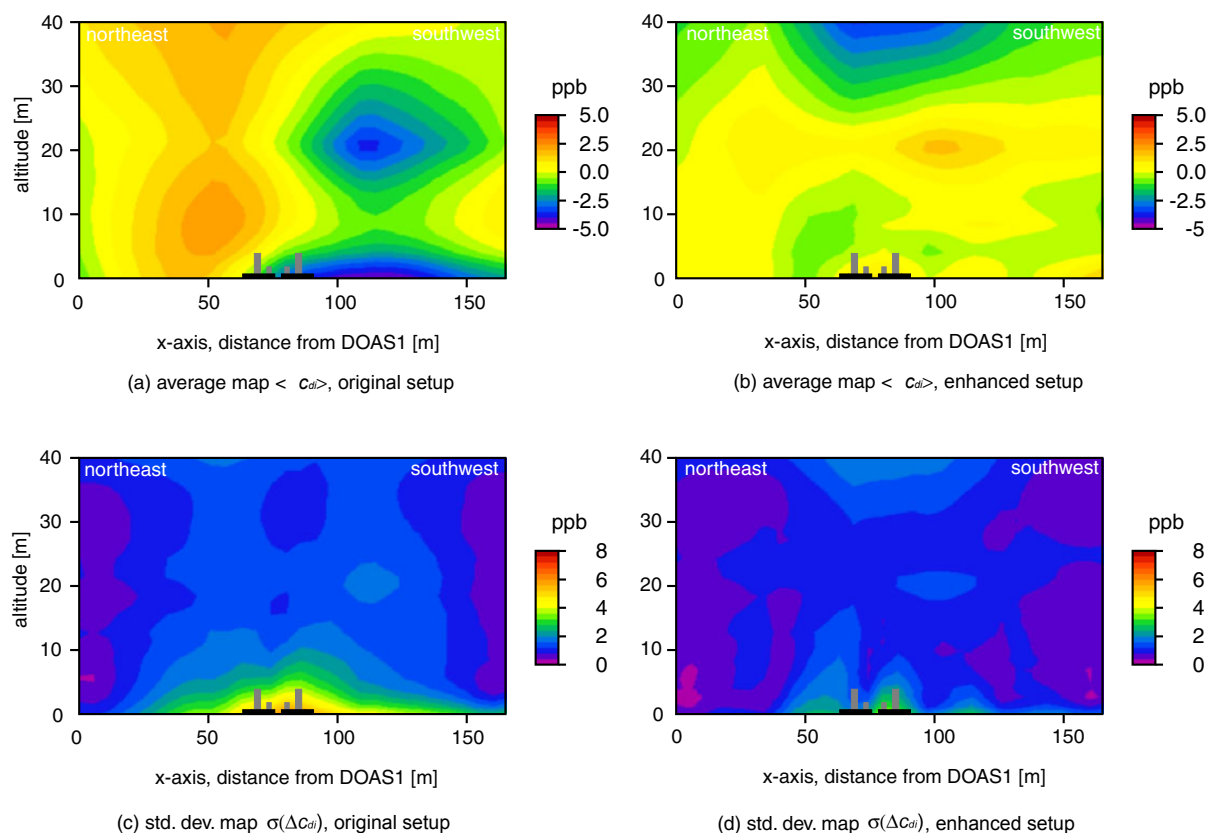 40
30
20
10
0
altitude [m]
northeast southwest
0 50 100 150
x-axis, distance from DOAS1 [m]
ppb
5.0
2.5
0.0
-2.5
-5.0
(a) average map < c_di>, original setup
40
30
20
10
0
northeast southwest
0 50 100 150
x-axis, distance from DOAS1 [m]
ppb
5.0
2.5
0.0
-2.5
-5
(b) average map < c_di>, enhanced setup
40
30
20
10
0
altitude [m]
northeast southwest
0 50 100 150
x-axis, distance from DOAS1 [m]
ppb
8
6
4
2
0
(c) std. dev. map σ(Δc_di), original setup
40
30
20
10
0
northeast southwest
0 50 100 150
x-axis, distance from DOAS1 [m]
ppb
8
6
4
2
0
(d) std. dev. map σ(Δc_di), enhanced setup